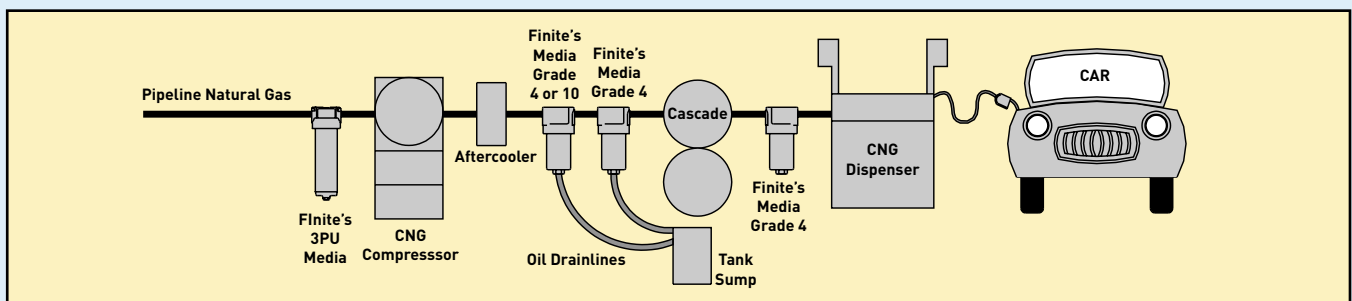 Pipeline Natural Gas
FInite's
3PU
Media
CNG
Compresssor
Aftercooler
Finite's
Media
Grade
4 or 10
Finite's
Media
Grade 4
Oil Drainlines
Cascade
Tank
Sump
Finite's
Media
Grade 4
CNG
Dispenser
CAR